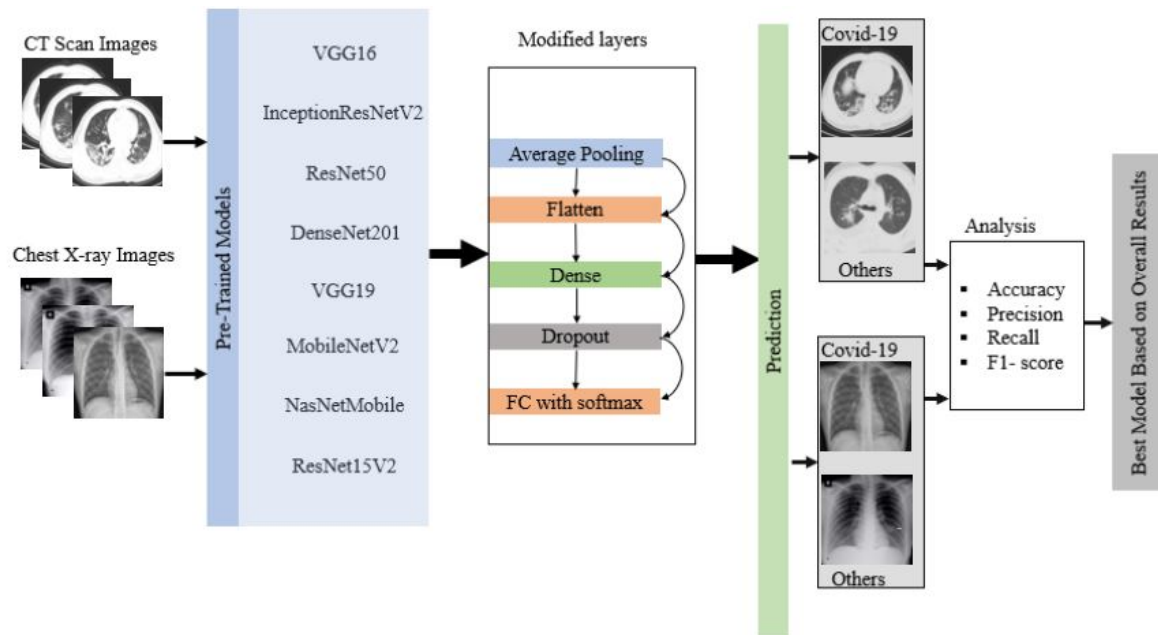 CT Scan Images
Chest X-ray Images
Pre-Trained Models
VGG16
InceptionResNetV2
ResNet50
DenseNet201
VGG19
MobileNetV2
NasNetMobile
ResNet15V2
Modified layers
Average Pooling
Flatten
Dense
Dropout
FC with softmax
Prediction
Covid-19
Others
Covid-19
Others
Analysis
▪ Accuracy
▪ Precision
▪ Recall
▪ F1- score
Best Model Based on Overall Results